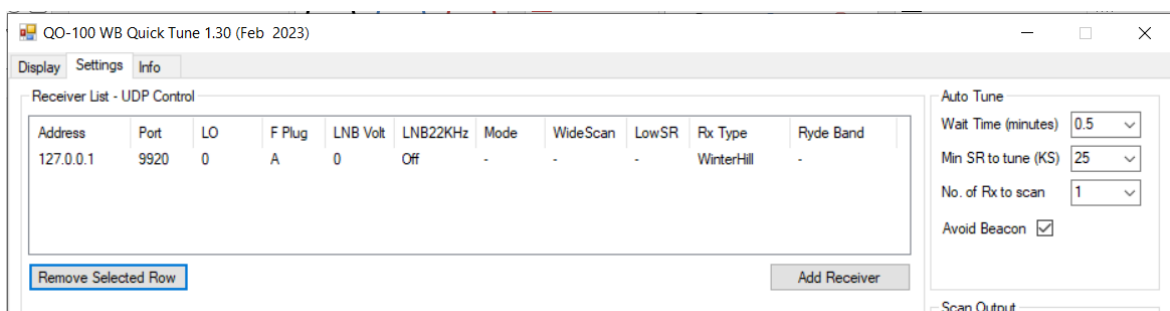 QO-100 WB Quick Tune 1.30 (Feb 2023)
Display Settings Info
Receiver List - UDP Control
Address Port LO F Plug LNB Volt LNB22KHz Mode WideScan LowSR Rx Type Ryde Band
127.0.0.1 9920 0 A 0 Off - - - WinterHill -
Remove Selected Row
Add Receiver
Auto Tune
Wait Time (minutes) 0.5
Min SR to tune (KS) 25
No. of Rx to scan 1
Avoid Beacon
Scan Output